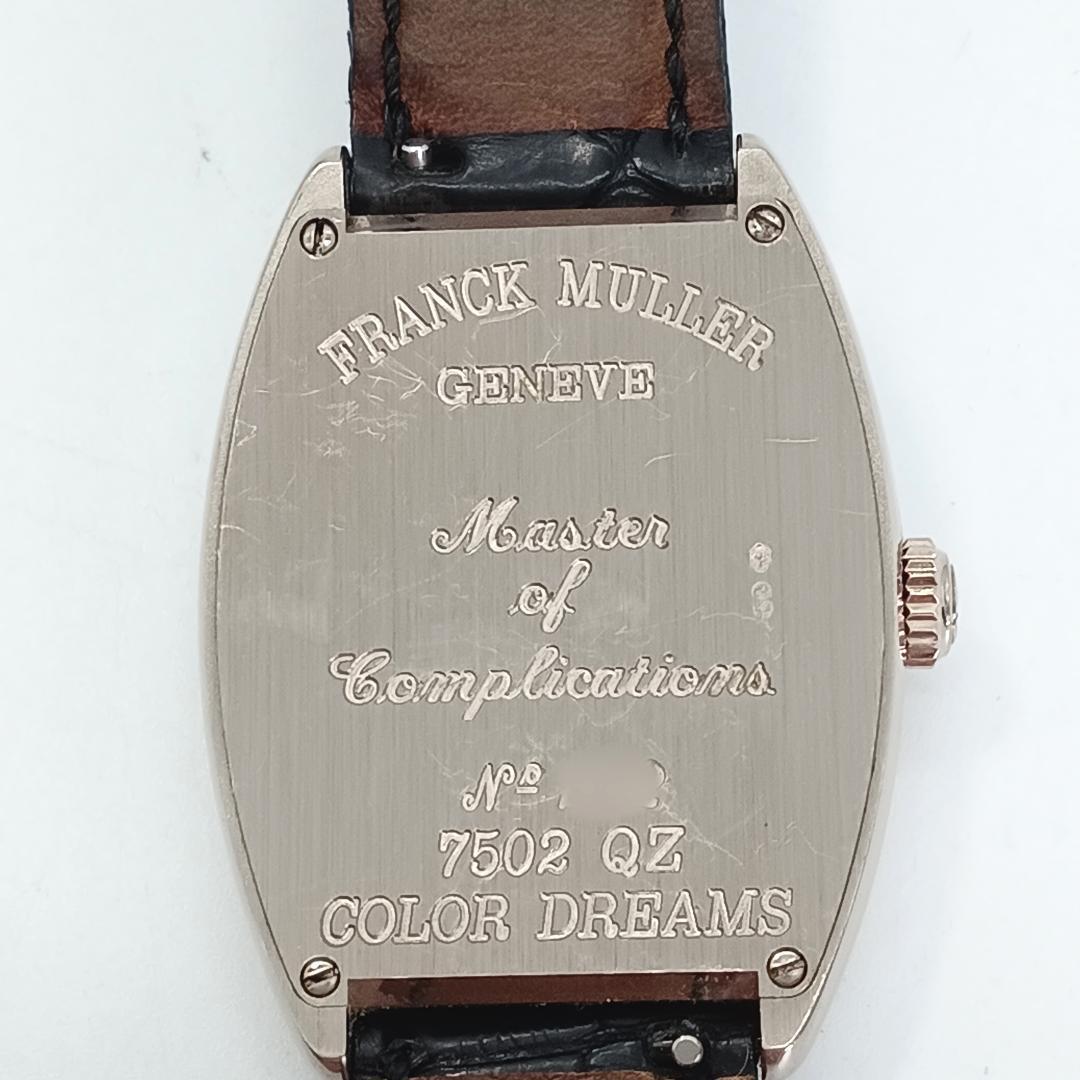 FRANCK MULLER
GENEVE
Master
of
Complications
Nº
7502 QZ
COLOR DREAMS